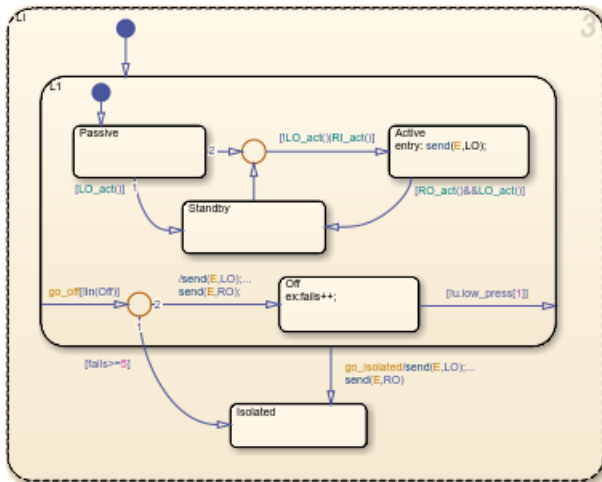 LI
3
L1
Passive
2
[!LO_act()|RI_act()]
Active
entry: send(E,LO);
[LO_act()]
1
Standby
[RO_act()&&LO_act()]
go_off[!in(Off)]
2
1
/send(E,LO);...
send(E,RO);
Off
ex:fails++;
[!u.low_press[1]]
[fails>=5]
go_isolated/send(E,LO);...
send(E,RO)
Isolated